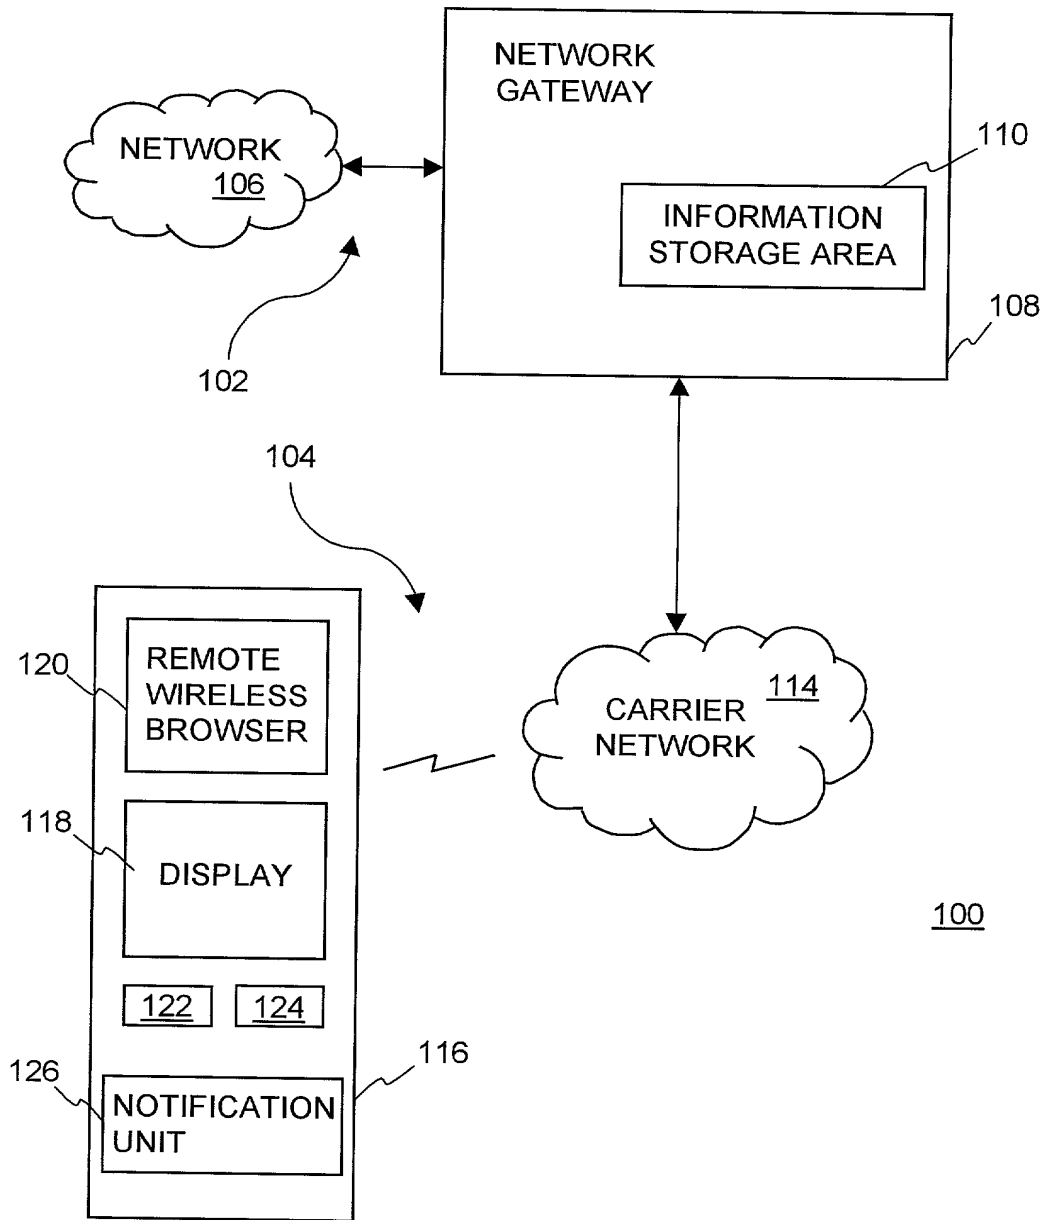 NETWORK
GATEWAY
NETWORK
106
110
INFORMATION
STORAGE AREA
108
102
104
120
REMOTE
WIRELESS
BROWSER
114
CARRIER
NETWORK
118
DISPLAY
100
122
124
126
116
NOTIFICATION
UNIT